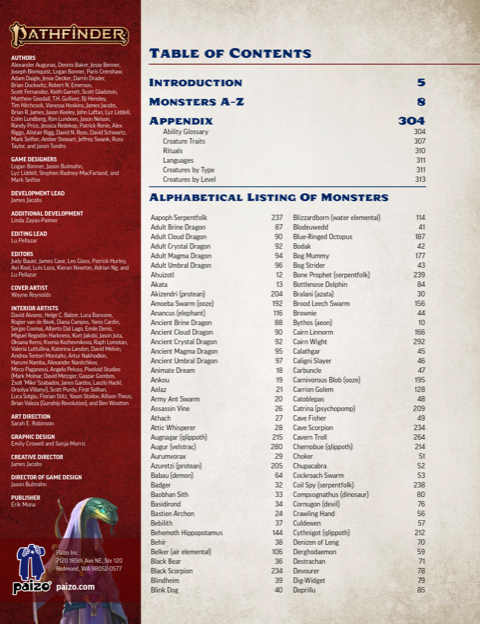 PATHFINDER
AUTHORS
Alexander Augunas, Dennis Baker, Jesse Benner,
Joseph Blomquist, Logan Bonner, Paris Crenshaw,
Adam Daigle, Jesse Decker, Darrin Drader,
Brian Duckwitz, Robert N. Emerson,
Scott Fernandez, Keith Garrett, Scott Gladstein,
Matthew Goodall, T.H. Gulliver, BJ Hensley,
Tim Hitchcock, Vanessa Hoskins, James Jacobs,
Brian R. James, Jason Keeley, John Laffan, Lyz Liddell,
Colm Lundberg, Ron Lundeen, Jason Nelson,
Randy Price, Jessica Redekop, Patrick Renie, Alex
Riggs, Alistair Rigg, David N. Ross, David Schwartz,
Mark Seifter, Amber Stewart, Jeffrey Swank, Russ
Taylor, and Jason Tondro
GAME DESIGNERS
Logan Bonner, Jason Bulmahn,
Lyz Liddell, Stephen Radney-MacFarland, and
Mark Seifter
DEVELOPMENT LEAD
James Jacobs
ADDITIONAL DEVELOPMENT
Linda Zayas-Palmer
EDITING LEAD
Lu Pellazar
EDITORS
Judy Bauer, James Case, Leo Glass, Patrick Hurley,
Avi Kool, Luis Loza, Kieran Newton, Adrian Ng, and
Lu Pellazar
COVER ARTIST
Wayne Reynolds
INTERIOR ARTISTS
David Alvarez, Helge C. Balzer, Luca Bancone,
Rogier van de Beek, Diana Campos, Yanis Cardin,
Sergio Cosmai, Alberto Dal Lago, Emile Denis,
Miguel Regodón Harkness, Kurt Jakobi, Jason Juta,
Oksana Kerro, Ksenia Kozhevnikova, Raph Lomotan,
Valeria Lutfullina, Katerina Landon, David Melvin,
Andrea Tentori Montalto, Artur Nakhodkin,
Harumi Namba, Alexander Nanitchkov,
Mirco Paganessi, Angelo Peluso, Pixoloid Studios
(Mark Molnar, David Metzger, Gaspar Gombos,
Zsolt 'Mike' Szabados, Janos Gardos, Laszlo Hackl,
Orsolya Villanyi), Scott Purdy, Firat Solhan,
Luca Sotgiu, Florian Stitz, Yasen Stoilov, Allison Theus,
Brian Valeza (Gunship Revolution), and Ben Wootten
ART DIRECTION
Sarah E. Robinson
GRAPHIC DESIGN
Emily Crowell and Sonja Morris
CREATIVE DIRECTOR
James Jacobs
DIRECTOR OF GAME DESIGN
Jason Bulmahn
PUBLISHER
Erik Mona
Paizo Inc.
7120 185th Ave NE, Ste 120
Redmond, WA 98052-0577
paizo paizo.com
TABLE OF CONTENTS
INTRODUCTION 5
MONSTERS A-Z 8
APPENDIX 304
Ability Glossary 304
Creature Traits 307
Rituals 310
Languages 311
Creatures by Type 311
Creatures by Level 313
ALPHABETICAL LISTING OF MONSTERS
Aapoph Serpentfolk 237
Adult Brine Dragon 87
Adult Cloud Dragon 90
Adult Crystal Dragon 92
Adult Magma Dragon 94
Adult Umbral Dragon 96
Ahuizotl 12
Akata 13
Akizendri (protean) 204
Amoeba Swarm (ooze) 192
Anancus (elephant) 116
Ancient Brine Dragon 88
Ancient Cloud Dragon 90
Ancient Crystal Dragon 92
Ancient Magma Dragon 95
Ancient Umbral Dragon 97
Animate Dream 18
Ankou 19
Aolaz 21
Army Ant Swarm 20
Assassin Vine 26
Athach 27
Attic Whisperer 28
Augnagar (qlippoth) 215
Augur (velstrac) 280
Aurumvorax 29
Azuretzi (protean) 205
Babau (demon) 64
Badger 32
Baobhan Sith 33
Basidirond 34
Bastion Archon 24
Bebilith 37
Behemoth Hippopotamus 144
Behir 38
Belker (air elemental) 106
Black Bear 36
Black Scorpion 234
Blindheim 39
Blink Dog 40
Blizzardborn (water elemental) 114
Blodeuwedd 41
Blue-Ringed Octopus 187
Bodak 42
Bog Mummy 177
Bog Strider 43
Bone Prophet (serpentfolk) 239
Bottlenose Dolphin 84
Bralani (azata) 30
Brood Leech Swarm 156
Brownie 44
Bythos (aeon) 10
Cairn Linnorm 166
Cairn Wight 292
Calathgar 45
Caligni Slayer 46
Carbuncle 47
Carnivorous Blob (ooze) 195
Carrion Golem 128
Catoblepas 48
Catrina (psychopomp) 209
Cave Fisher 49
Cave Scorpion 234
Cavern Troll 264
Chernobue (qlippoth) 214
Choker 51
Chupacabra 52
Cockroach Swarm 53
Coil Spy (serpentfolk) 238
Compsognathus (dinosaur) 80
Cornugon (devil) 76
Crawling Hand 56
Culdewen 57
Cythnigot (qlippoth) 212
Denizen of Leng 70
Derghodaemon 59
Destrachan 71
Devourer 78
Dig-Widget 79
Doprillu 85